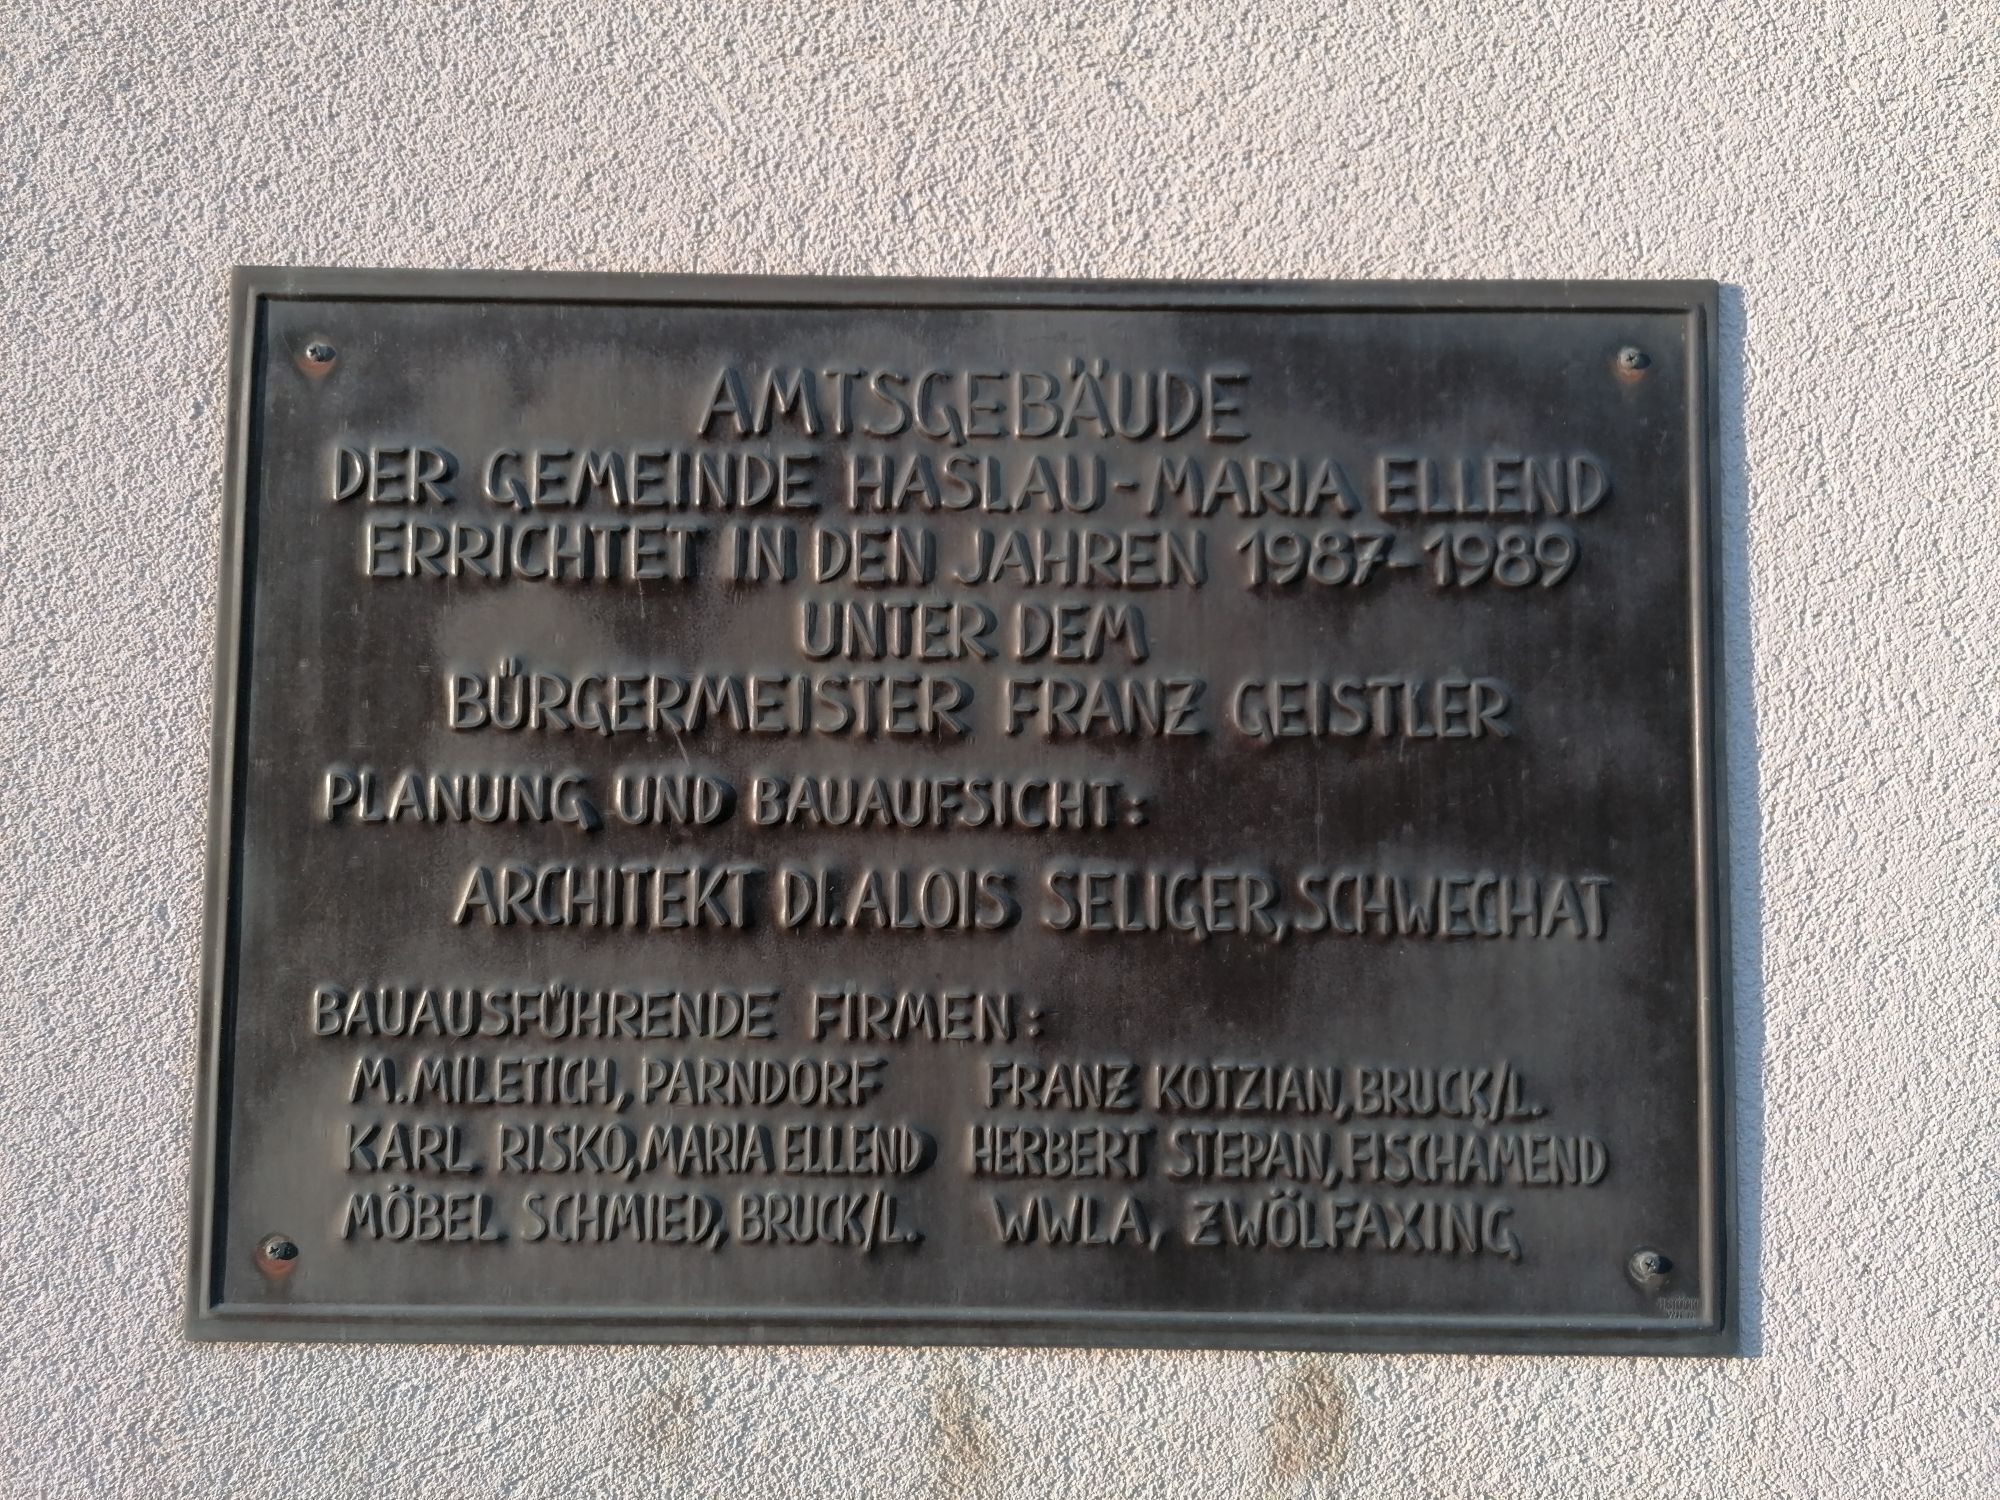 AMTSGEBÄUDE
DER GEMEINDE HASLAU-MARIA ELLEND
ERRICHTET IN DEN JAHREN 1987-1989
UNTER DEM
BÜRGERMEISTER FRANZ GEISTLER
PLANUNG UND BAUAUFSICHT:
ARCHITEKT DI. ALOIS SELIGER, SCHWECHAT
BAUAUSFÜHRENDE FIRMEN:
M. MILETICH, PARNDORF FRANZ KOTZIAN, BRUCK/L.
KARL RISKO, MARIA ELLEND HERBERT STEPAN, FISCHAMEND
MÖBEL SCHMIED, BRUCK/L. WWLA, ZWÖLFAXING